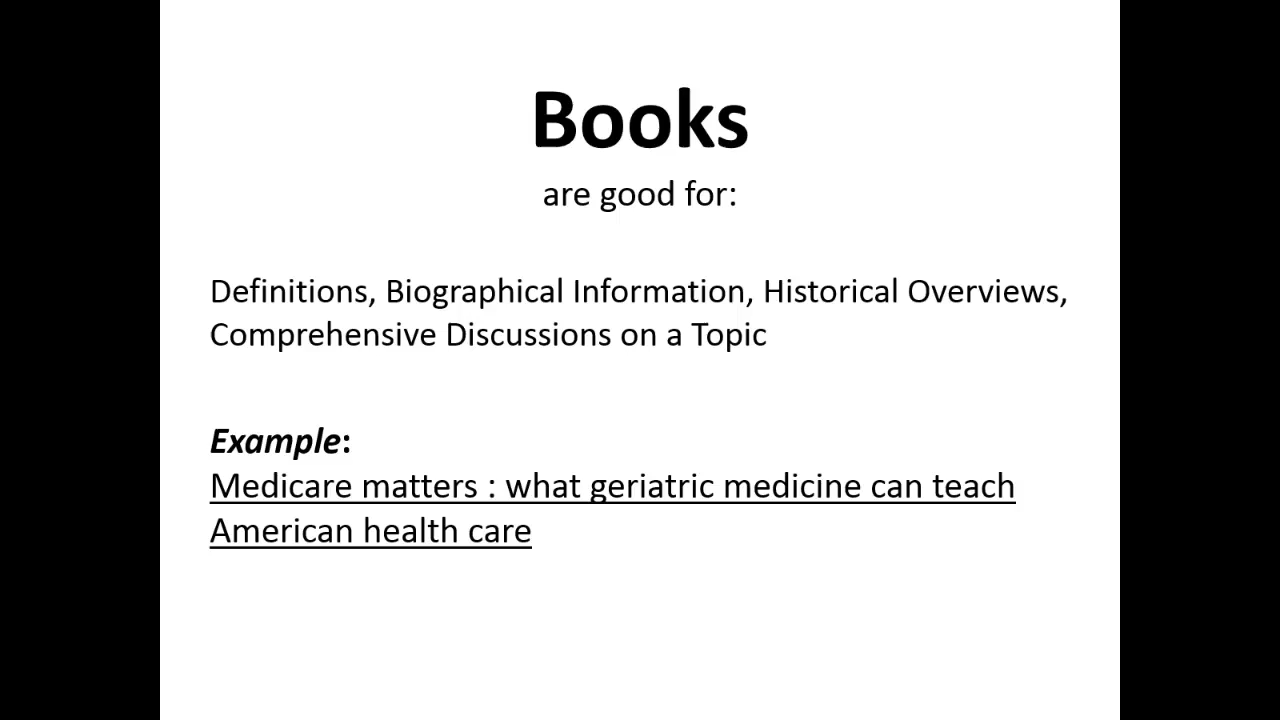 Books
are good for:
Definitions, Biographical Information, Historical Overviews,
Comprehensive Discussions on a Topic
Example:
Medicare matters : what geriatric medicine can teach
American health care